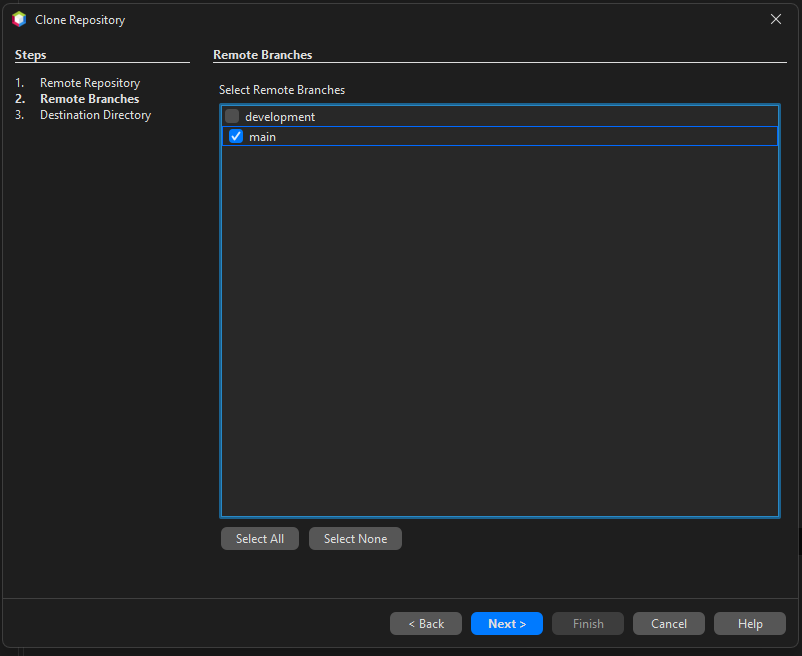 Clone Repository
Steps
1. Remote Repository
2. Remote Branches
3. Destination Directory
Remote Branches
Select Remote Branches
development
main
Select All
Select None
< Back
Next >
Finish
Cancel
Help